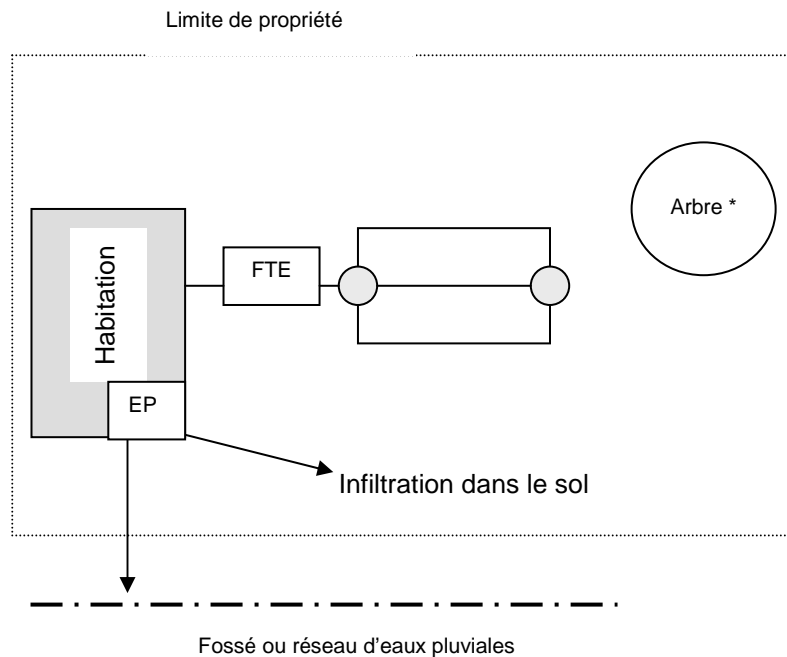 Limite de propriété
Arbre *
Habitation
FTE
EP
Infiltration dans le sol
Fossé ou réseau d'eaux pluviales